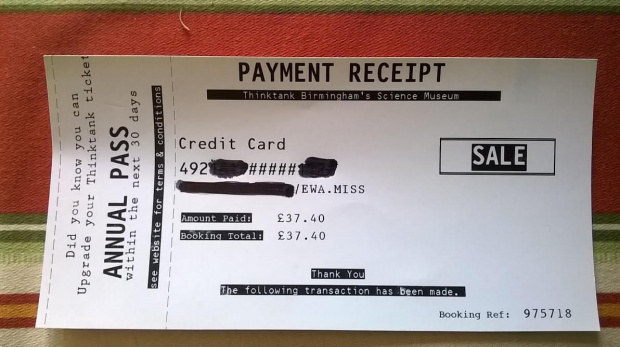 Did you know you can
Upgrade your Thinktank ticket
ANNUAL PASS
within the next 30 days
see website for terms & conditions
PAYMENT RECEIPT
Thinktank Birmingham's Science Museum
Credit Card
492 #####
/EWA.MISS
SALE
Amount Paid: £37.40
Booking Total: £37.40
Thank You
The following transaction has been made.
Booking Ref: 975718